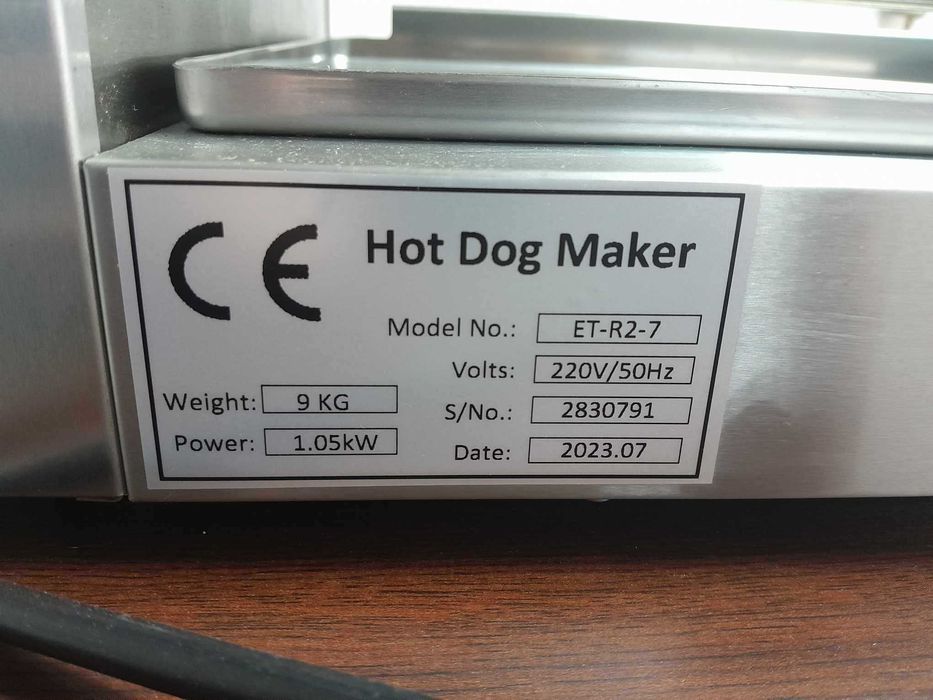 CE Hot Dog Maker
Model No.: ET-R2-7
Volts: 220V/50Hz
Weight: 9 KG
S/No.: 2830791
Power: 1.05kW
Date: 2023.07